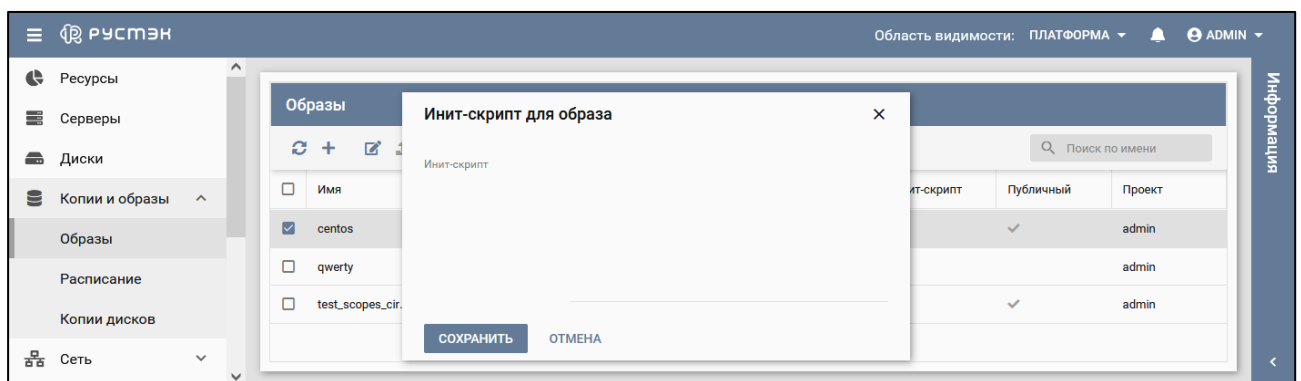 РУСТЭК
Область видимости: ПЛАТФОРМА ADMIN
Ресурсы
Серверы
Диски
Копии и образы
Образы
Расписание
Копии дисков
Сеть
Образы
Поиск по имени
Имя ит-скрипт Публичный Проект
centos admin
qwerty admin
test_scopes_cir. admin
Инит-скрипт для образа
Инит-скрипт
СОХРАНИТЬ ОТМЕНА
Информация